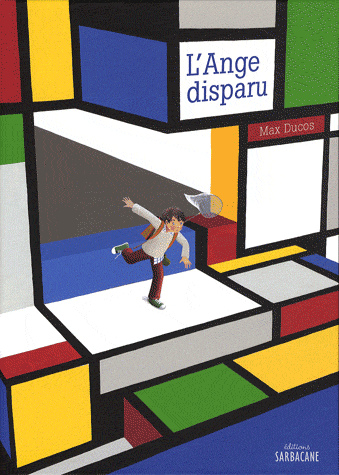 L'Ange
disparu
Max Ducos
éditions
SARBACANE